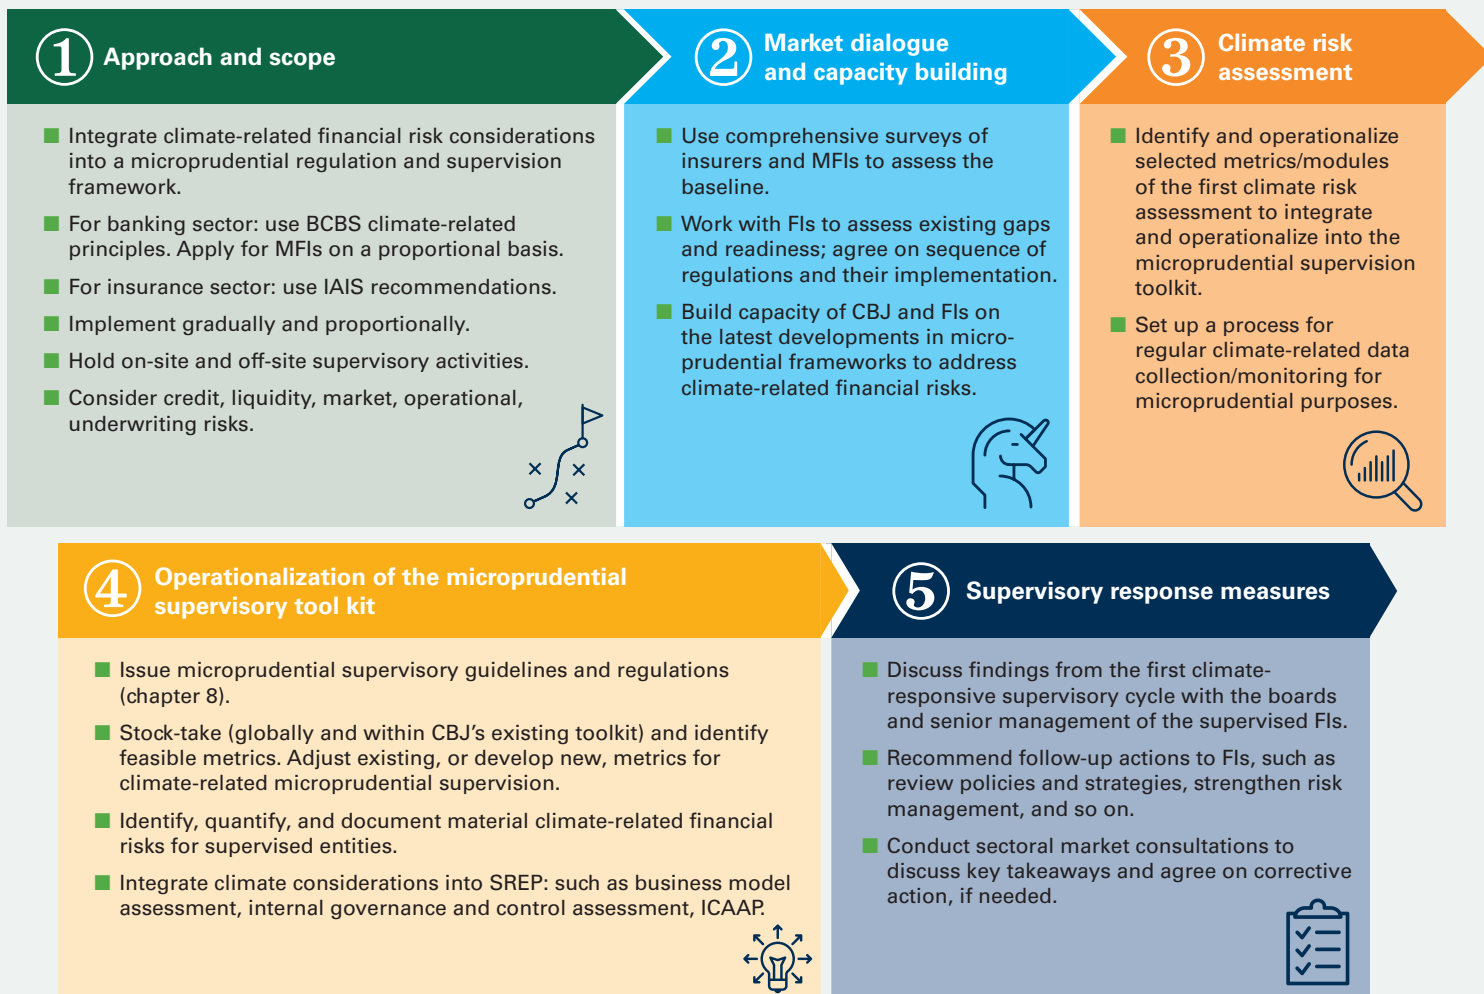 1
Approach and scope
Integrate climate-related financial risk considerations
into a microprudential regulation and supervision
framework.
For banking sector: use BCBS climate-related
principles. Apply for MFIs on a proportional basis.
For insurance sector: use IAIS recommendations.
Implement gradually and proportionally.
Hold on-site and off-site supervisory activities.
Consider credit, liquidity, market, operational,
underwriting risks.
2
Market dialogue
and capacity building
Use comprehensive surveys of
insurers and MFIs to assess the
baseline.
Work with FIs to assess existing gaps
and readiness; agree on sequence of
regulations and their implementation.
Build capacity of CBJ and FIs on
the latest developments in micro-
prudential frameworks to address
climate-related financial risks.
3
Climate risk
assessment
Identify and operationalize
selected metrics/modules
of the first climate risk
assessment to integrate
and operationalize into the
microprudential supervision
toolkit.
Set up a process for
regular climate-related data
collection/monitoring for
microprudential purposes.
4
Operationalization of the microprudential
supervisory tool kit
Issue microprudential supervisory guidelines and regulations
(chapter 8).
Stock-take (globally and within CBJ's existing toolkit) and identify
feasible metrics. Adjust existing, or develop new, metrics for
climate-related microprudential supervision.
Identify, quantify, and document material climate-related financial
risks for supervised entities.
Integrate climate considerations into SREP: such as business model
assessment, internal governance and control assessment, ICAAP.
5
Supervisory response measures
Discuss findings from the first climate-
responsive supervisory cycle with the boards
and senior management of the supervised FIs.
Recommend follow-up actions to FIs, such as
review policies and strategies, strengthen risk
management, and so on.
Conduct sectoral market consultations to
discuss key takeaways and agree on corrective
action, if needed.